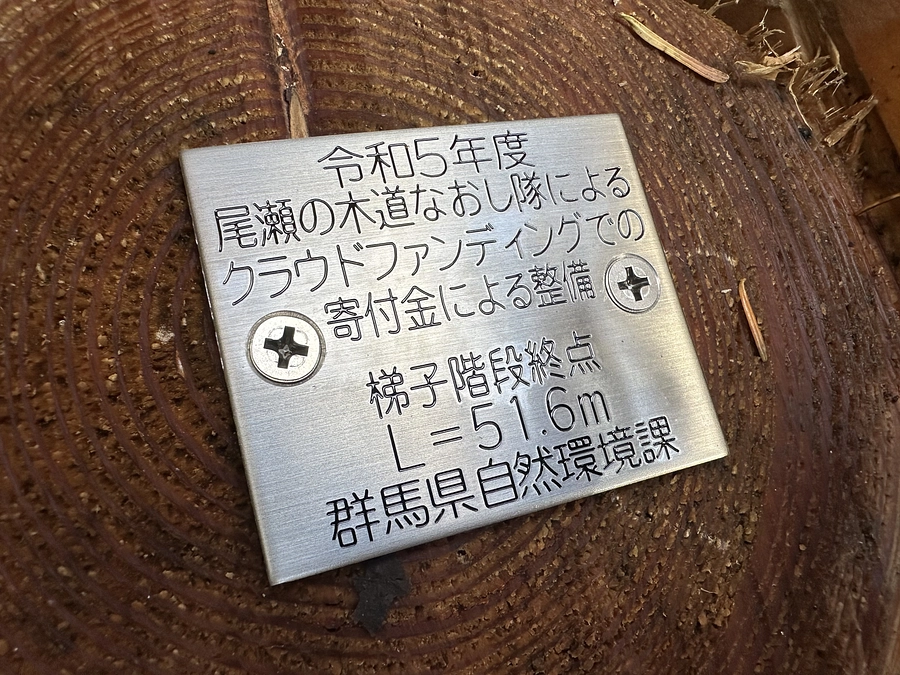 令和5年度
尾瀬の木道なおし隊による
クラウドファンディングでの
寄付金による整備
梯子階段終点
L=51.6m
群馬県自然環境課